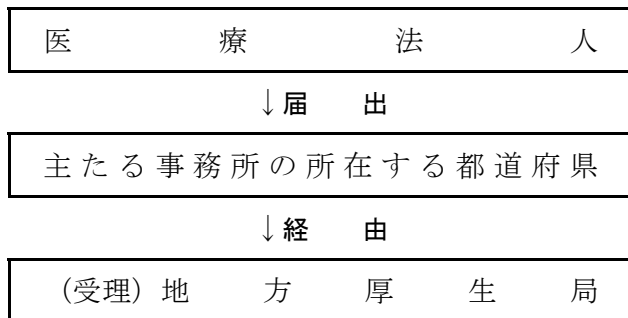 医療法人
↓届出
主たる事務所の所在する都道府県
↓経由
（受理）地方厚生局